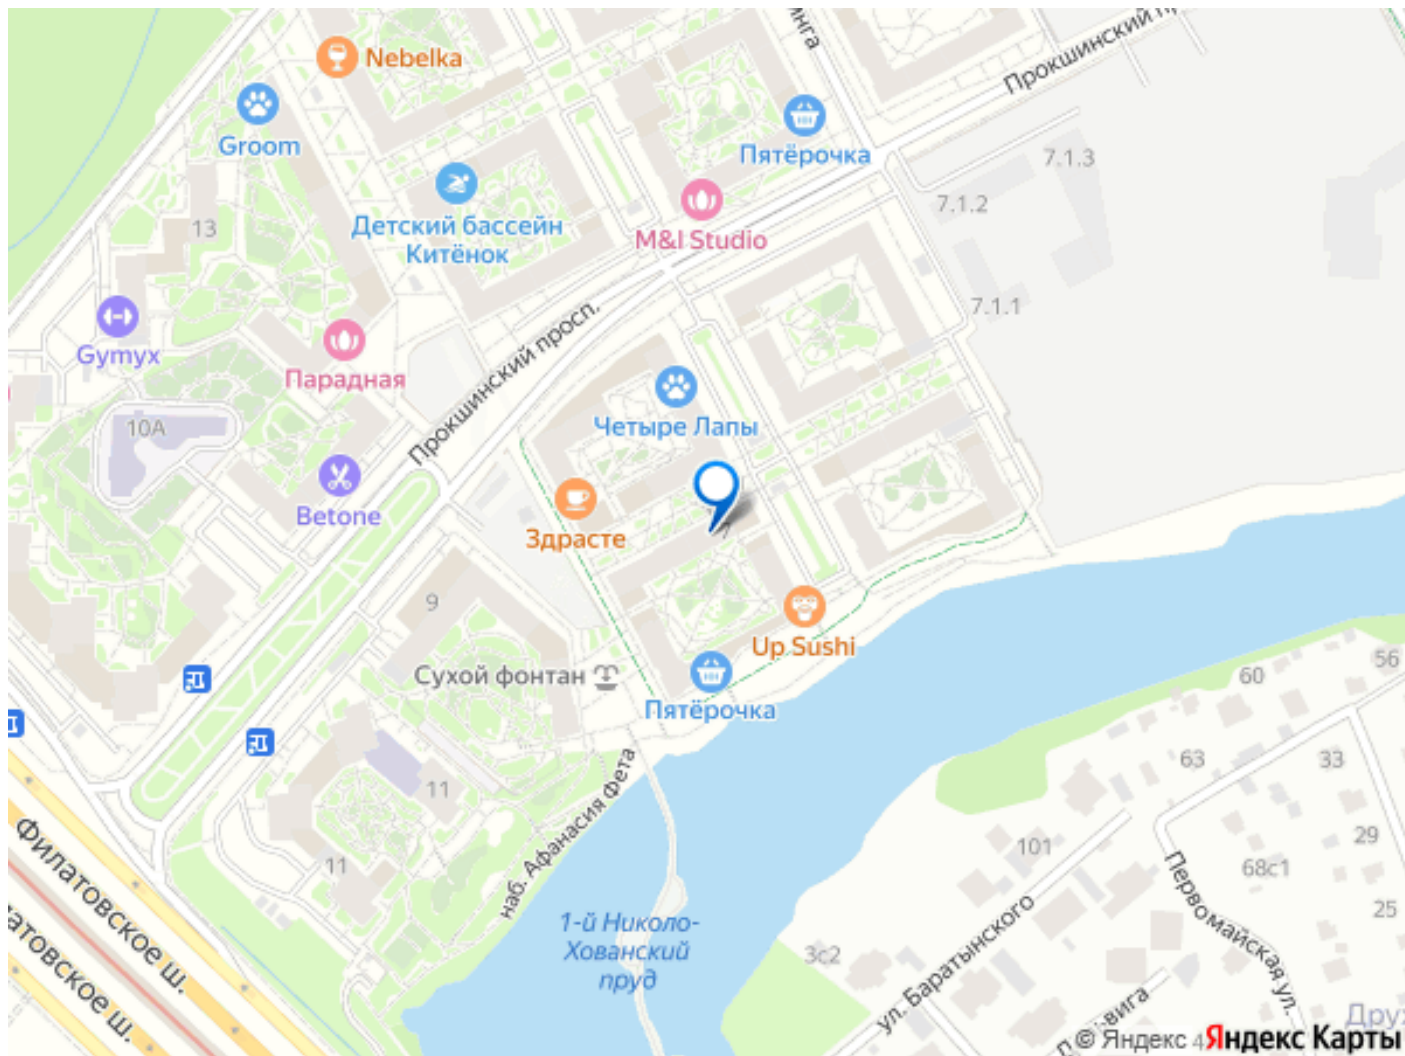 Nebelka
Прокшинский
Groom
Пятёрочка
7.1.3
7.1.2
13
Детский бассейн
Китёнок
M&I Studio
7.1.1
Gymyx
Прокшинский просп.
Парадная
10А
Четыре Лапы
Betone
Здрасте
7
9
Up Sushi
Сухой фонтан
Пятёрочка
56
60
63
33
11
наб. Афанасия Фета
11
Филатовское ш.
101
29
68с1
Первомайская ул.
25
1-й Николо-
Хованский
пруд
3с2
ул. Баратынского
© Яндекс
Яндекс Карты